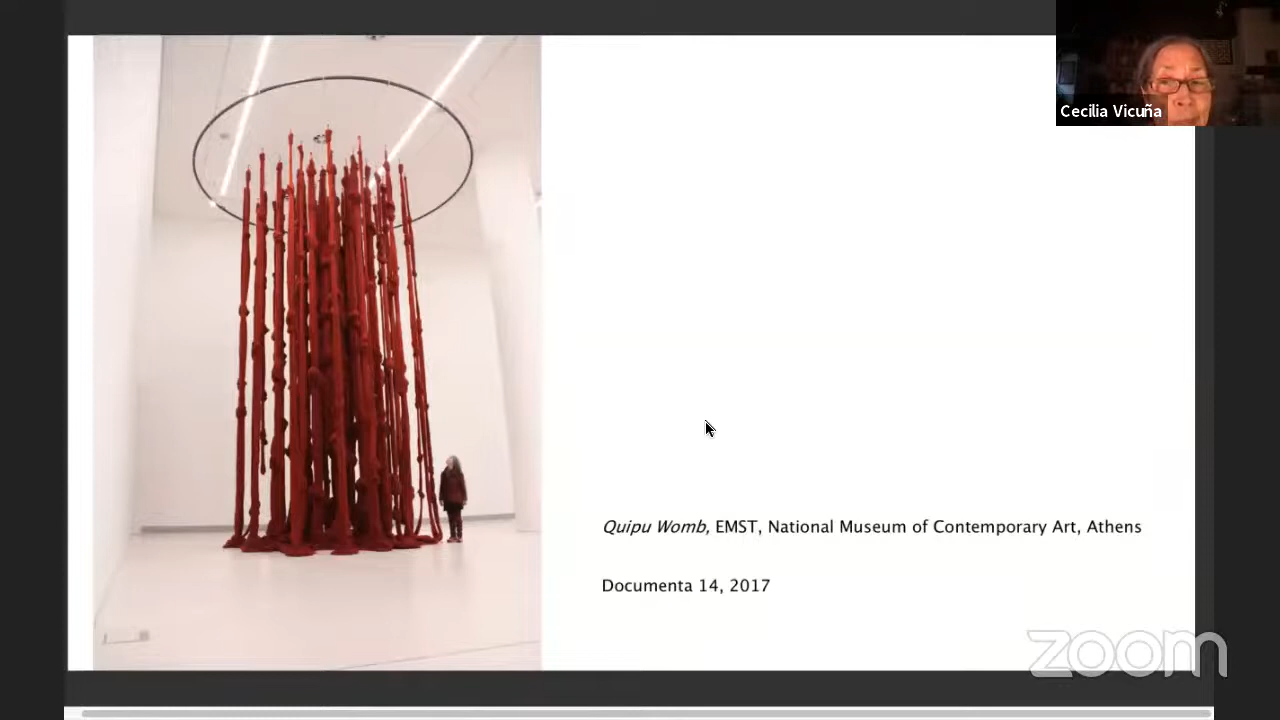 Cecilia Vicuña
Quipu Womb, EMST, National Museum of Contemporary Art, Athens
Documenta 14, 2017
zoom